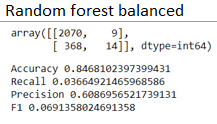 Random forest balanced
array([[2070,    9],
       [ 368,   14]], dtype=int64)
Accuracy 0.8468102397399431
Recall 0.03664921465968586
Precision 0.6086956521739131
F1 0.0691358024691358